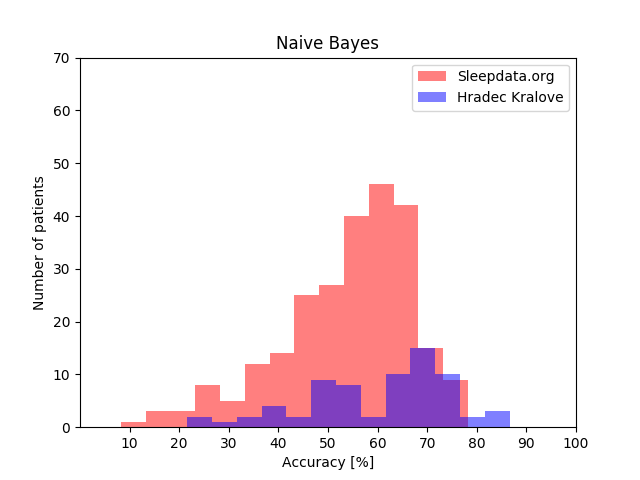 Naive Bayes
Sleepdata.org
Hradec Kralove
Number of patients
70
60
50
40
30
20
10
0
10 20 30 40 50 60 70 80 90 100
Accuracy [%]